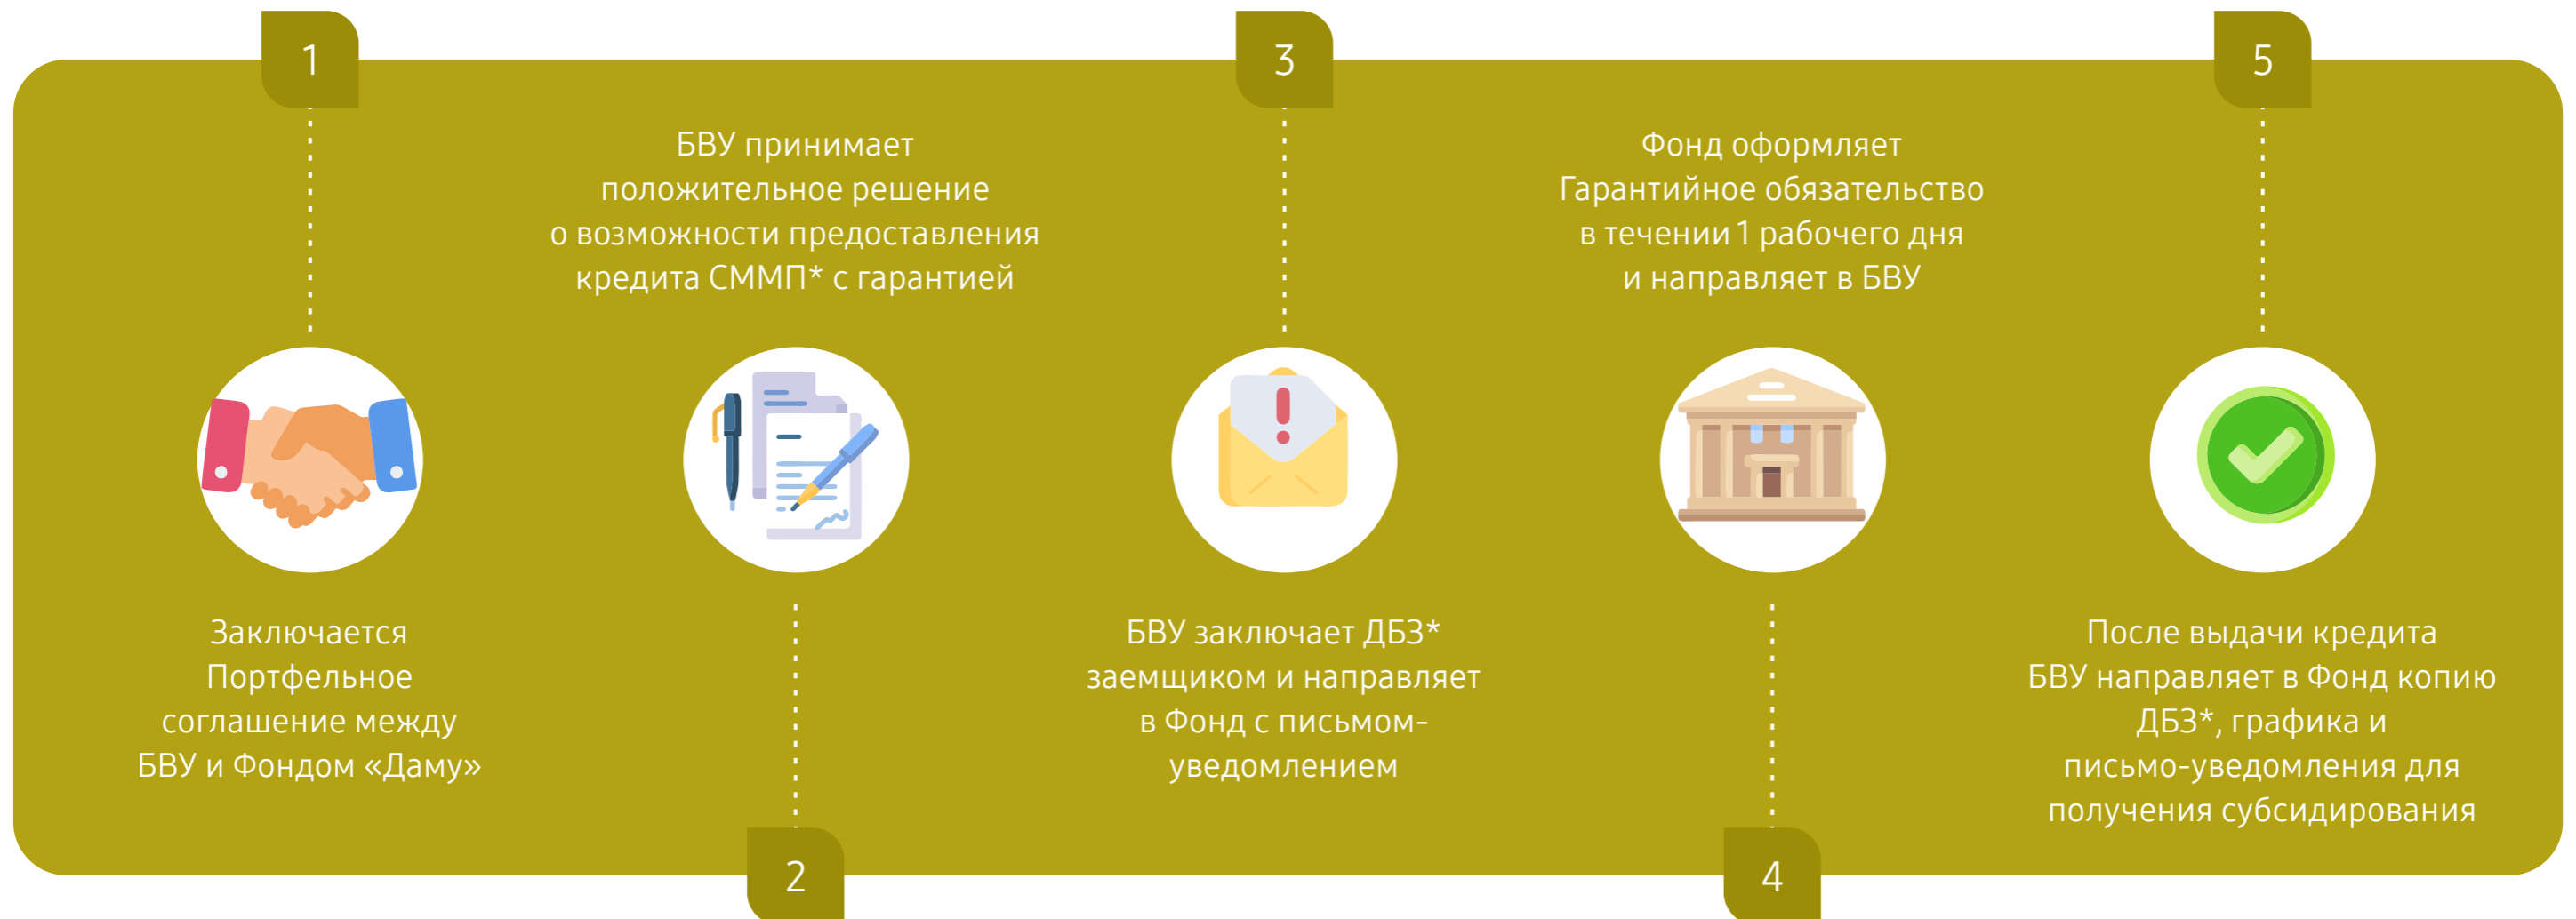 1
Заключается
Портфельное
соглашение между
БВУ и Фондом «Даму»
БВУ принимает
положительное решение
о возможности предоставления
кредита СММП* с гарантией
2
3
БВУ заключает ДБЗ*
заемщиком и направляет
в Фонд с письмом-
уведомлением
Фонд оформляет
Гарантийное обязательство
в течении 1 рабочего дня
и направляет в БВУ
4
5
После выдачи кредита
БВУ направляет в Фонд копию
ДБЗ*, графика и
письмо-уведомления для
получения субсидирования